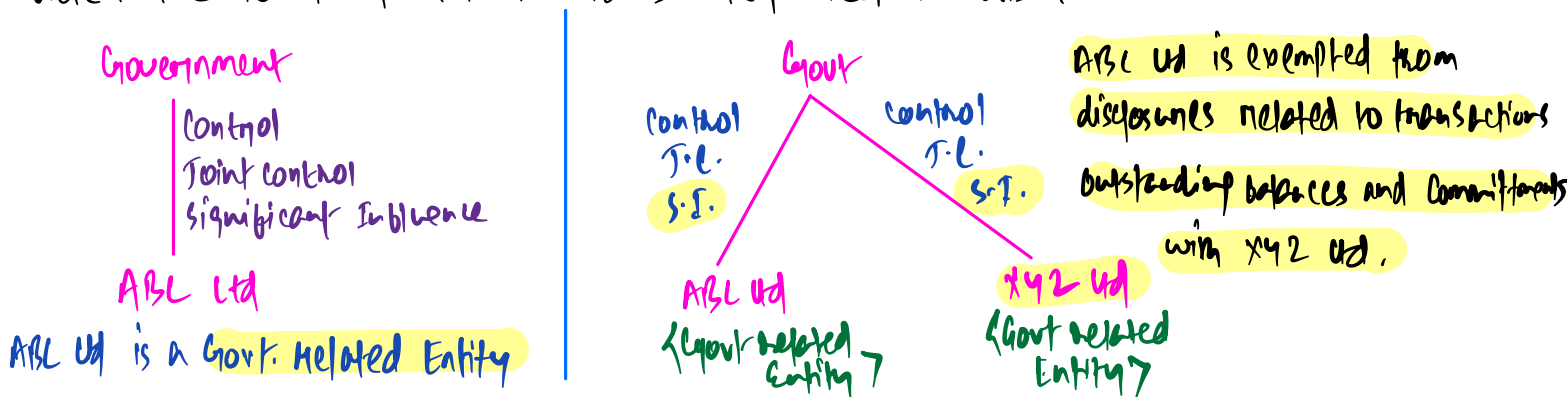 Government
Control
Joint control
Significant Influence
ABC Ltd
ABC Ltd is a Govt. Related Entity
Govt
Control
J.C.
S.I.
Control
J.C.
S.I.
ABC Ltd
<Govt related
Entity>
XYZ Ltd
<Govt related
Entity>
ABC Ltd is exempted from
disclosures related to transactions
outstanding balances and Commitments
with XYZ Ltd.